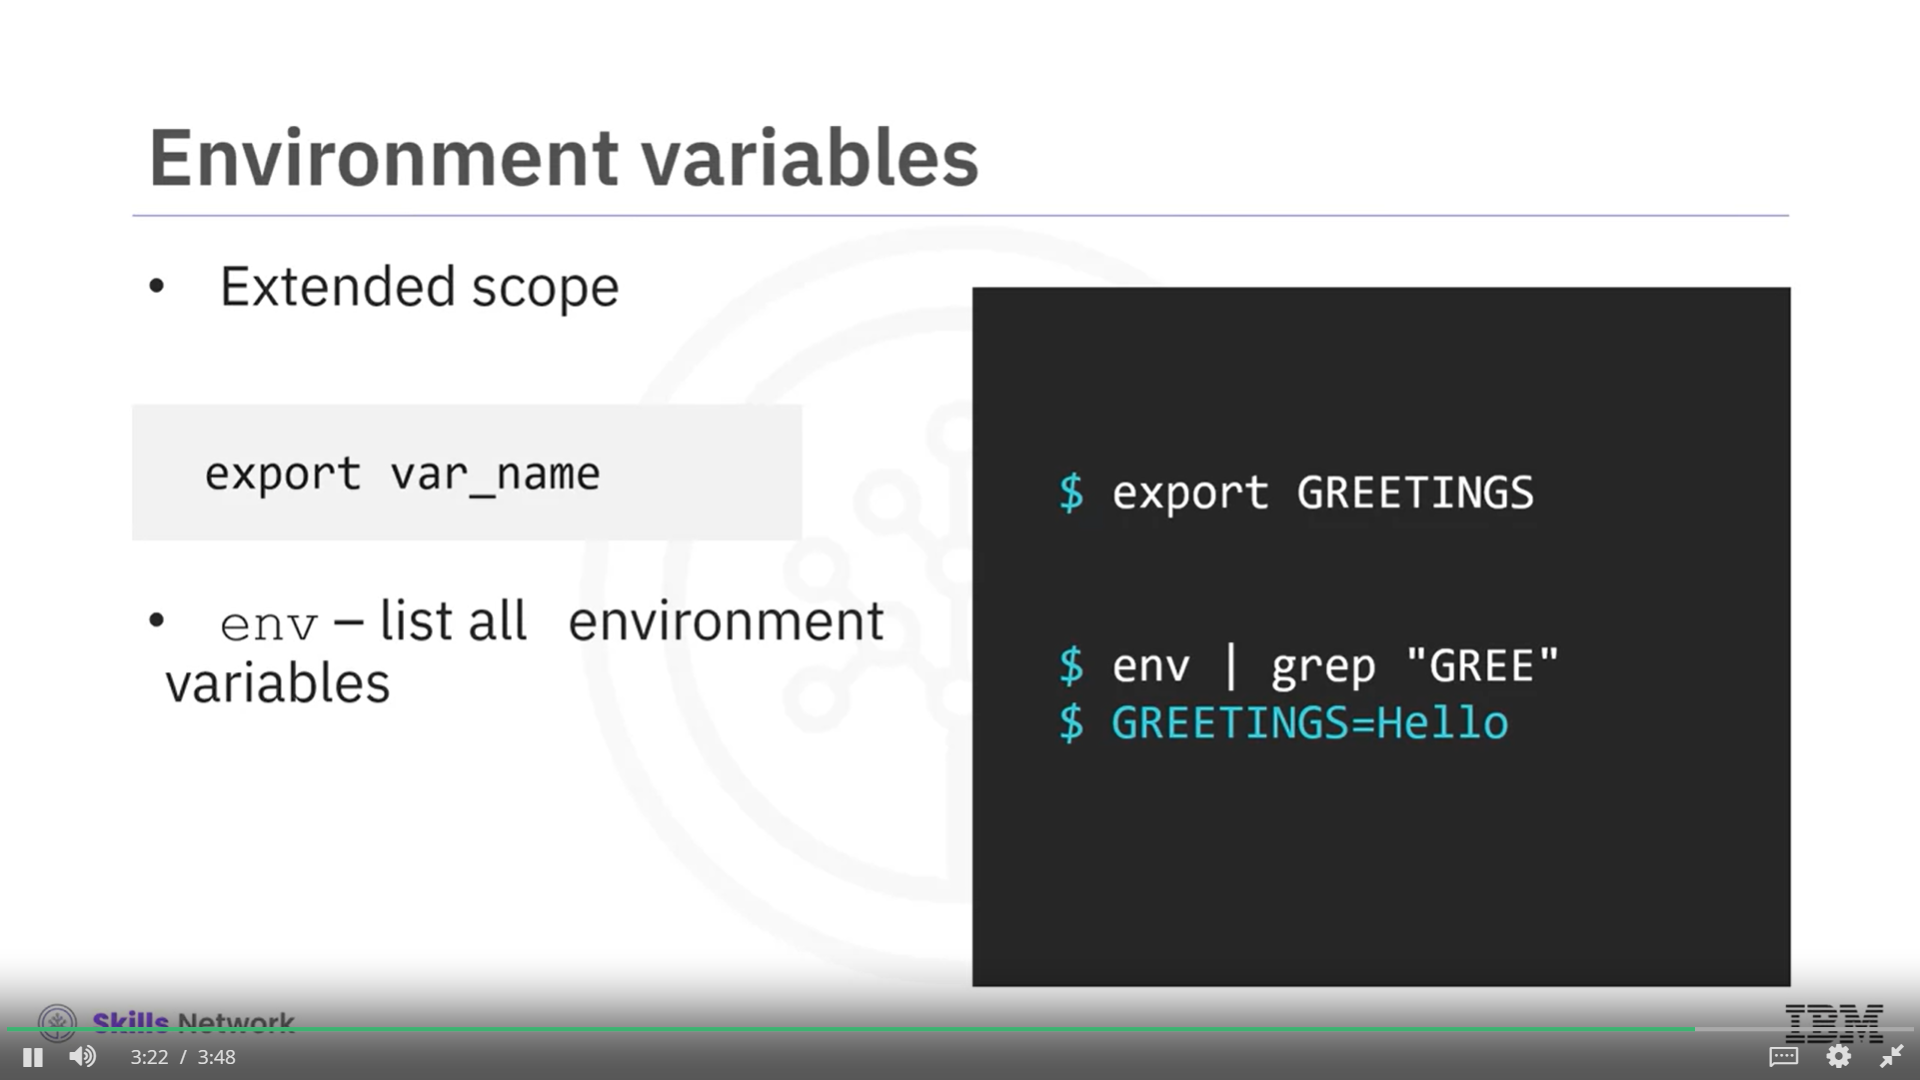 Environment variables
• Extended scope
export var_name
• env – list all environment
variables
$ export GREETINGS
$ env | grep "GREE"
$ GREETINGS=Hello
Skills Network
IBM
3:22 / 3:48